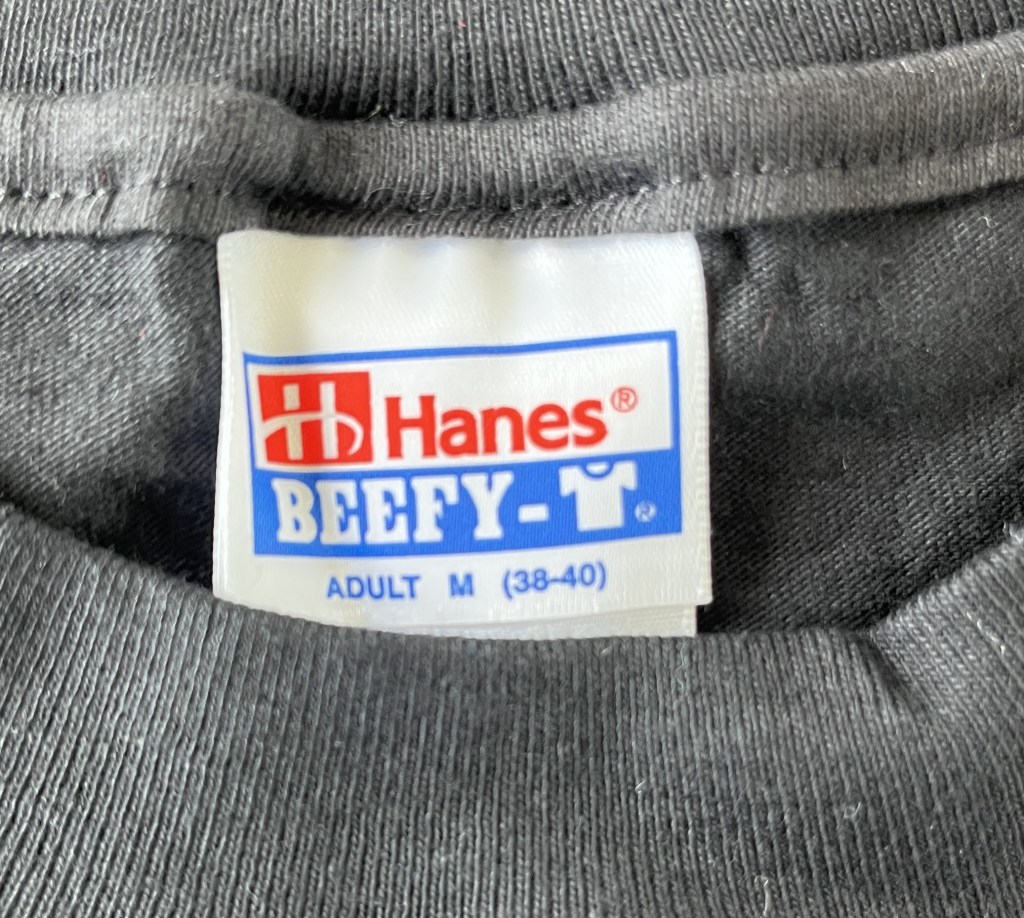 H Hanes®
BEEFY-T®
ADULT M (38-40)